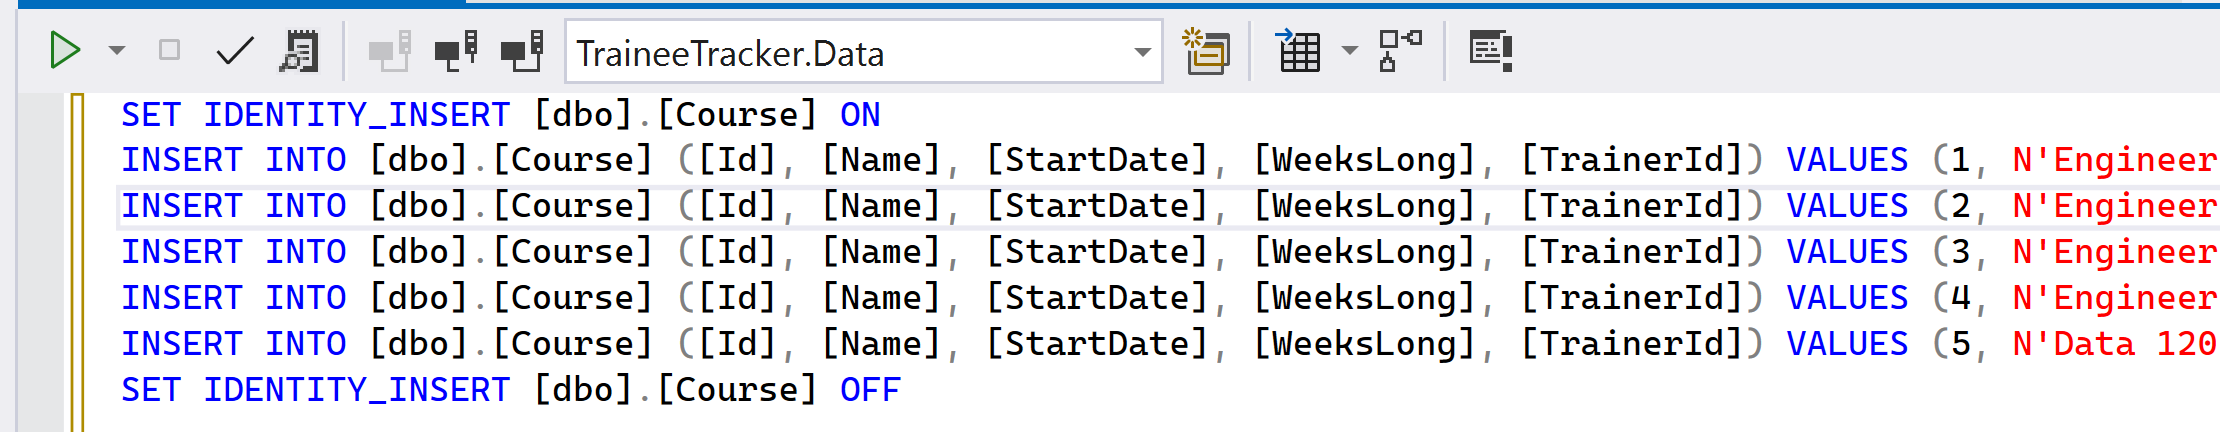 TraineeTracker.Data
SET IDENTITY_INSERT [dbo].[Course] ON
INSERT INTO [dbo].[Course] ([Id], [Name], [StartDate], [WeeksLong], [TrainerId]) VALUES (1, N'Engineer
INSERT INTO [dbo].[Course] ([Id], [Name], [StartDate], [WeeksLong], [TrainerId]) VALUES (2, N'Engineer
INSERT INTO [dbo].[Course] ([Id], [Name], [StartDate], [WeeksLong], [TrainerId]) VALUES (3, N'Engineer
INSERT INTO [dbo].[Course] ([Id], [Name], [StartDate], [WeeksLong], [TrainerId]) VALUES (4, N'Engineer
INSERT INTO [dbo].[Course] ([Id], [Name], [StartDate], [WeeksLong], [TrainerId]) VALUES (5, N'Data 120
SET IDENTITY_INSERT [dbo].[Course] OFF